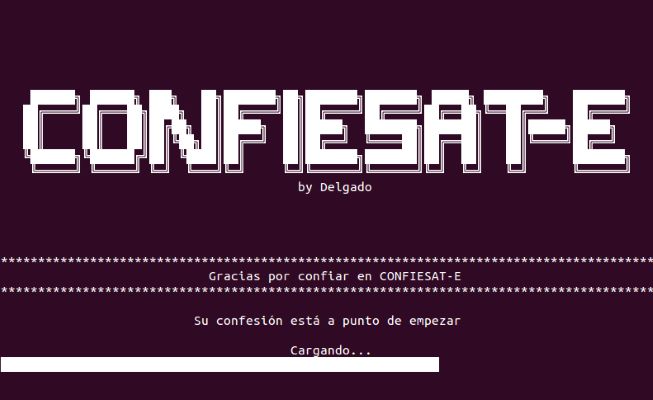 CONFIESAT-E
by Delgado
****************************************************************************************
Gracias por confiar en CONFIESAT-E
****************************************************************************************
Su confesión está a punto de empezar
Cargando...